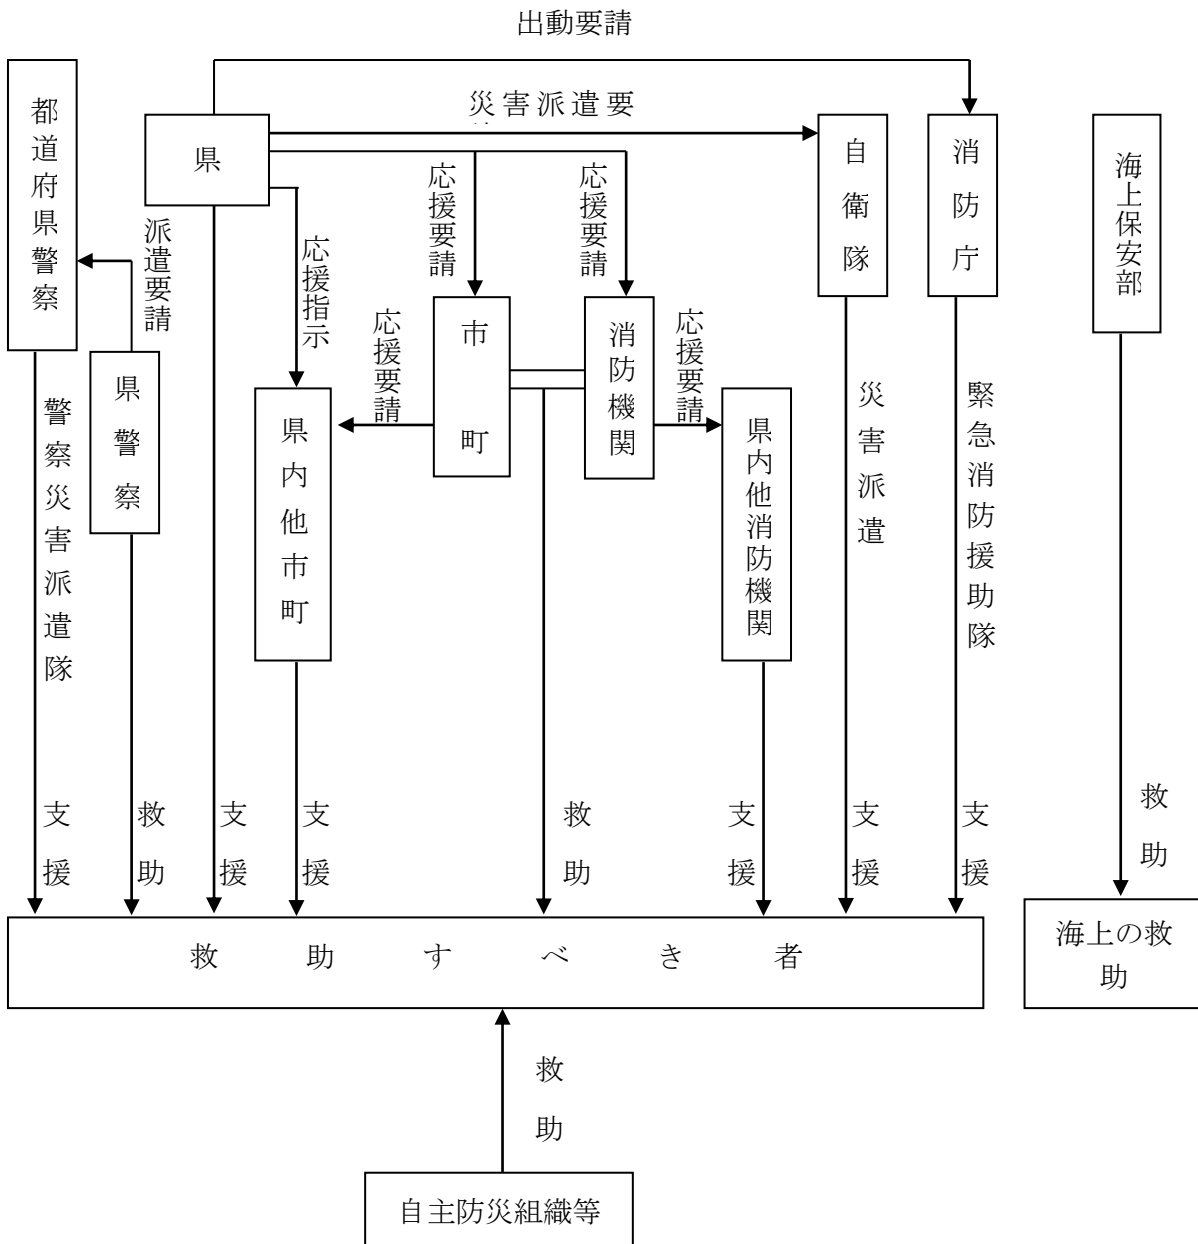 出動要請
災害派遣要
都道府県警察
県
自衛隊
消防庁
海上保安部
派遣要請
応援指示
応援要請
応援要請
市町
消防機関
応援要請
応援要請
県警察
県内他市町
県内他消防機関
警察災害派遣隊
災害派遣
緊急消防援助隊
支援
救助
支援
支援
救助
支援
支援
支援
救助
救助すべき者
海上の救
助
救助
自主防災組織等